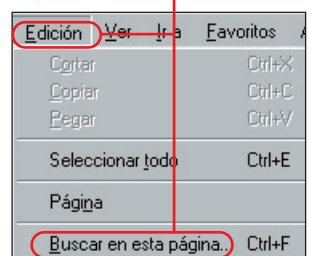 Edición Ver Ir a Favoritos A
Cortar Ctrl+X
Copiar Ctrl+C
Pegar Ctrl+V
Seleccionar todo Ctrl+E
Página
Buscar en esta página... Ctrl+F